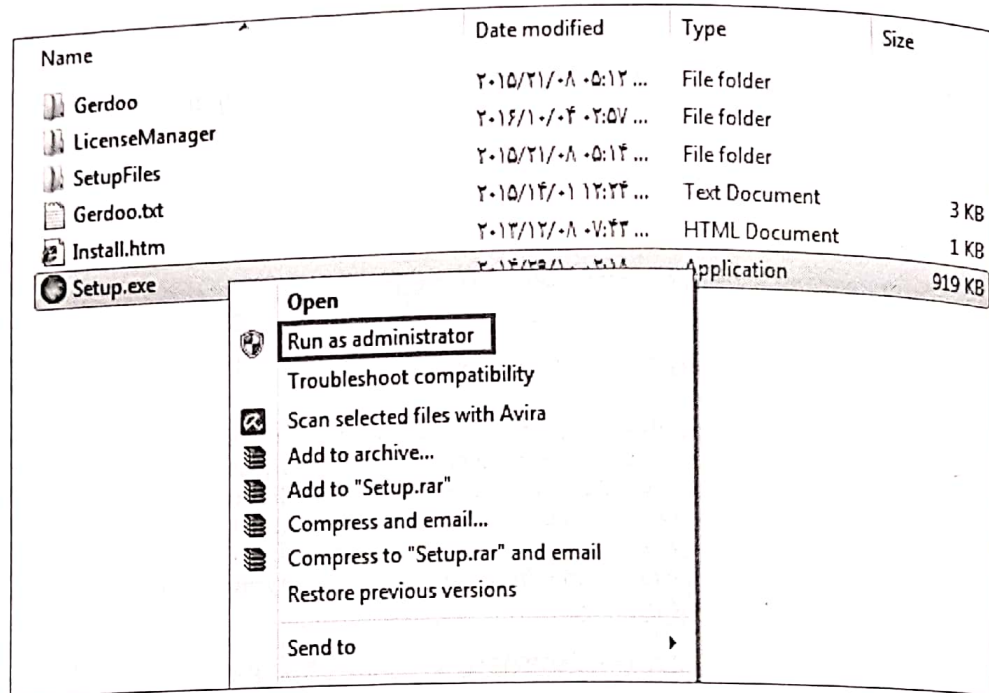 Name Date modified Type Size
Gerdoo ۲۰۱۵/۲۱/۰۸ ۰۵:۱۲ ... File folder
LicenseManager ۲۰۱۶/۱۰/۰۴ ۰۲:۵۷ ... File folder
SetupFiles ۲۰۱۵/۲۱/۰۸ ۰۵:۱۴ ... File folder
Gerdoo.txt ۲۰۱۵/۱۴/۰۱ ۱۲:۲۴ ... Text Document 3 KB
Install.htm ۲۰۱۳/۱۲/۰۸ ۰۷:۴۳ ... HTML Document 1 KB
Setup.exe Application 919 KB
Open
Run as administrator
Troubleshoot compatibility
Scan selected files with Avira
Add to archive...
Add to "Setup.rar"
Compress and email...
Compress to "Setup.rar" and email
Restore previous versions
Send to